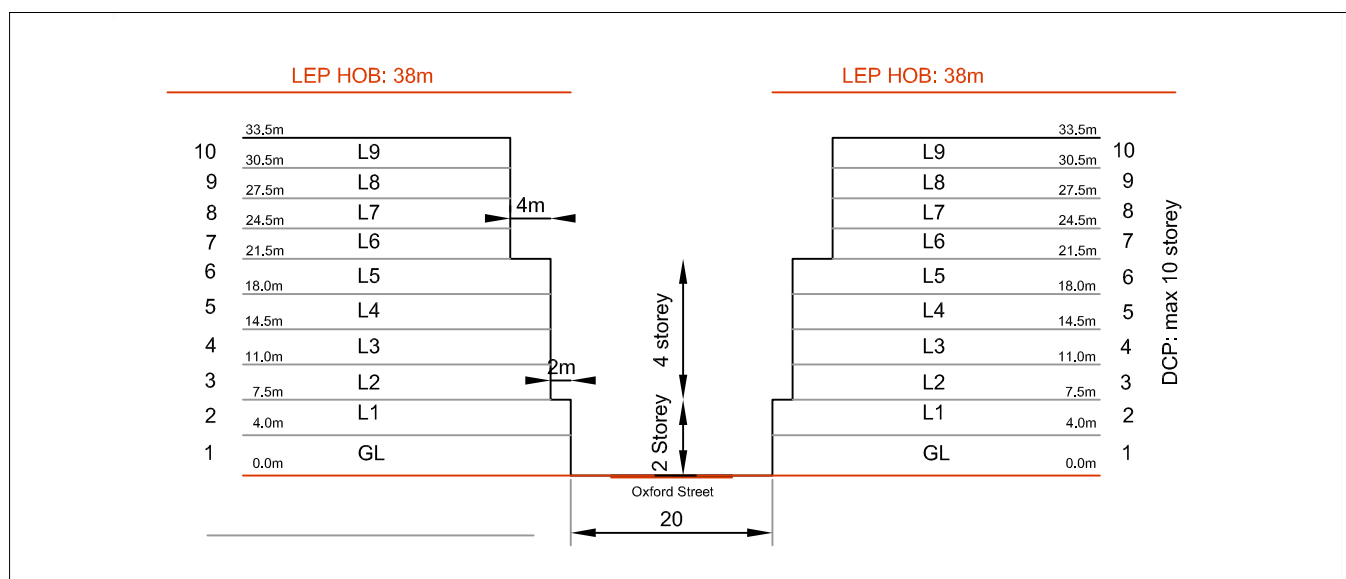 LEP HOB: 38m
LEP HOB: 38m
33.5m
33.5m
10
L9
L9
10
30.5m
30.5m
9
L8
L8
9
27.5m
27.5m
4m
8
L7
L7
8
24.5m
24.5m
7
L6
L6
7
21.5m
21.5m
6
L5
L5
6
18.0m
18.0m
5
L4
L4
5
14.5m
14.5m
4
L3
L3
4
11.0m
11.0m
2m
3
L2
L2
3
7.5m
7.5m
2
L1
L1
2
4.0m
4.0m
1
GL
GL
1
0.0m
0.0m
4 storey
2 Storey
DCP: max 10 storey
Oxford Street
20